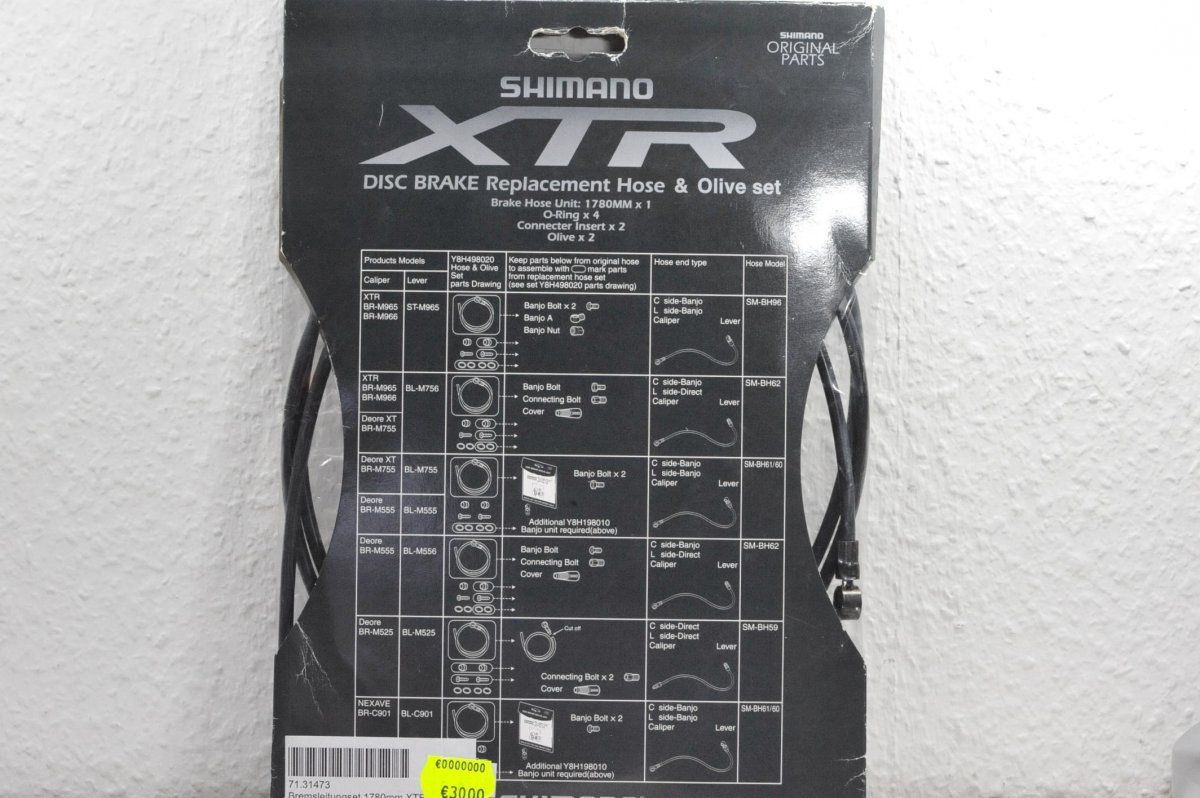 SHIMANO
ORIGINAL
PARTS
SHIMANO
XTR
DISC BRAKE Replacement Hose & Olive set
Brake Hose Unit: 1780MM x 1
O-Ring x 4
Connecter Insert x 2
Olive x 2
Products Models
Caliper Lever
Y8H498020
Hose & Olive
Set
parts Drawing
Keep parts below from original hose
to assemble with mark parts
from replacement hose set
(see set Y8H498020 parts drawing)
Hose end type
Hose Model
XTR
BR-M965
BR-M966
ST-M965
Banjo Bolt x 2
Banjo A
Banjo Nut
C side-Banjo
L side-Banjo
Caliper Lever
SM-BH96
XTR
BR-M965
BR-M966
Deore XT
BR-M755
BL-M756
Banjo Bolt
Connecting Bolt
Cover
C side-Banjo
L side-Direct
Caliper Lever
SM-BH62
Deore XT
BR-M755
BL-M755
Deore
BR-M555
BL-M555
Banjo Bolt x 2
Additional Y8H198010
Banjo unit required(above)
C side-Banjo
L side-Banjo
Caliper Lever
SM-BH61/60
Deore
BR-M555
BL-M556
Banjo Bolt
Connecting Bolt
Cover
C side-Banjo
L side-Direct
Caliper Lever
SM-BH62
Deore
BR-M525
BL-M525
Cut off
Connecting Bolt x 2
Cover
C side-Direct
L side-Direct
Caliper Lever
SM-BH59
NEXAVE
BR-C901
BL-C901
Banjo Bolt x 2
Additional Y8H198010
Banjo unit required(above)
C side-Banjo
L side-Banjo
Caliper Lever
SM-BH61/60
71.31473
Bremsleitungset 1780mm XTR
€0000000
€3000
SHIMANO